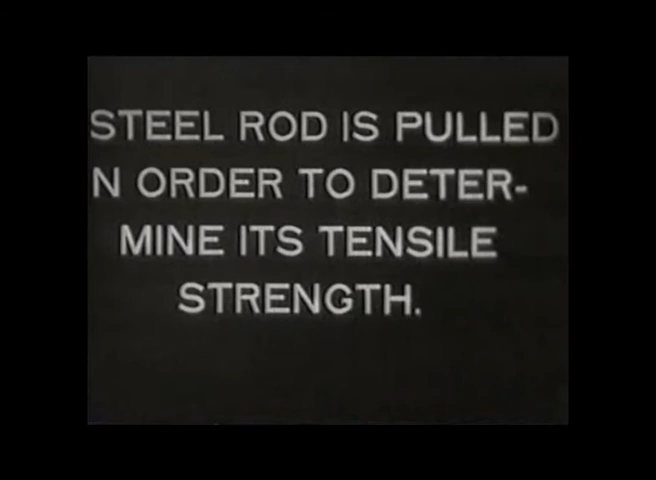 STEEL ROD IS PULLED
N ORDER TO DETER-
MINE ITS TENSILE
STRENGTH.